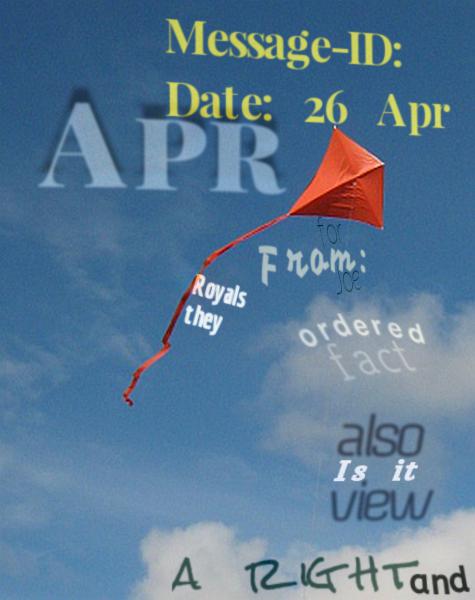 Message-ID:
Date: 26 Apr
APR
for
From:
Joe
Royals
they
ordered
fact
also
Is it
view
A RIGHT
and